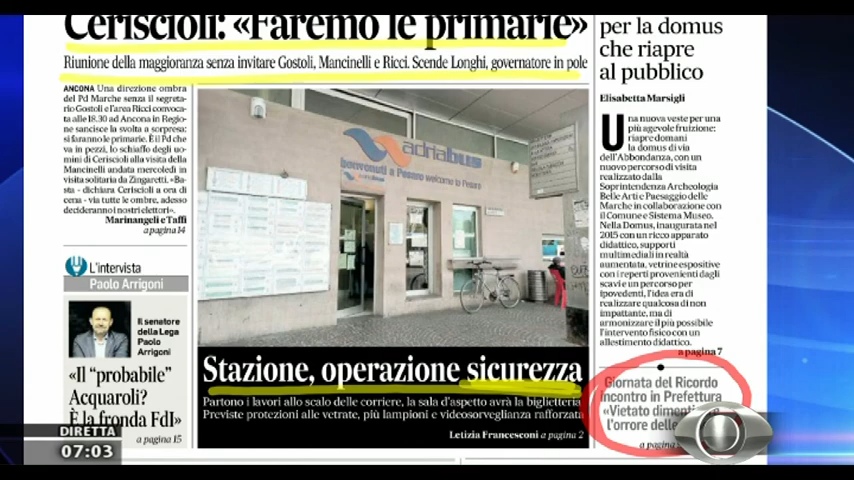 Ceriscioli: «Faremo le primarie»
Riunione della maggioranza senza invitare Gostoli, Mancinelli e Ricci. Scende Longhi, governatore in pole
ANCONA Una direzione ombra
del Pd Marche senza il segreta-
rio Gostoli e l'area Ricci convoca-
ta alle 18.30 ad Ancona in Regio-
ne sancisce la svolta a sorpresa:
si faranno le primarie. È il Pd che
va in pezzi, lo schiaffo degli uo-
mini di Ceriscioli alla visita della
Mancinelli andata mercoledì in
visita solitaria da Zingaretti, «Ba-
sta - dichiara Ceriscioli a ora di
cena - via tutte le ombre, adesso
decideranno i nostri elettori».
Marinangeli e Taffi
a pagina 14
L'intervista
Paolo Arrigoni
Il senatore
della Lega
Paolo
Arrigoni
«Il "probabile"
Acquaroli?
È la fronda FdI»
a pagina 15
adriabus
benvenuti a Pesaro welcome to Pesaro
Stazione, operazione sicurezza
Partono i lavori allo scalo delle corriere, la sala d'aspetto avrà la biglietteria
Previste protezioni alle vetrate, più lampioni e videosorveglianza rafforzata
Letizia Francesconi a pagina 2
per la domus
che riapre
al pubblico
Elisabetta Marsigli
Una nuova veste per una
più agevole fruizione:
riapre domani
la domus di via
dell'Abbondanza, con un
nuovo percorso di visita
realizzato dalla
Soprintendenza Archeologia
Belle Arti e Paesaggio delle
Marche in collaborazione con
il Comune e Sistema Museo.
Nella Domus, inaugurata nel
2015 con un ricco apparato
didattico, supporti
multimediali in realtà
aumentata, vetrine espositive
con i reperti provenienti dagli
scavi e un percorso per
ipovedenti, l'idea era di
realizzare qualcosa di non
impattante, ma di
armonizzare il più possibile
l'intervento fisico con un
allestimento didattico.
a pagina 7
Giornata del Ricordo
Incontro in Prefettura
«Vietato
l'orrore delle
a pagina
DIRETTA
07:03